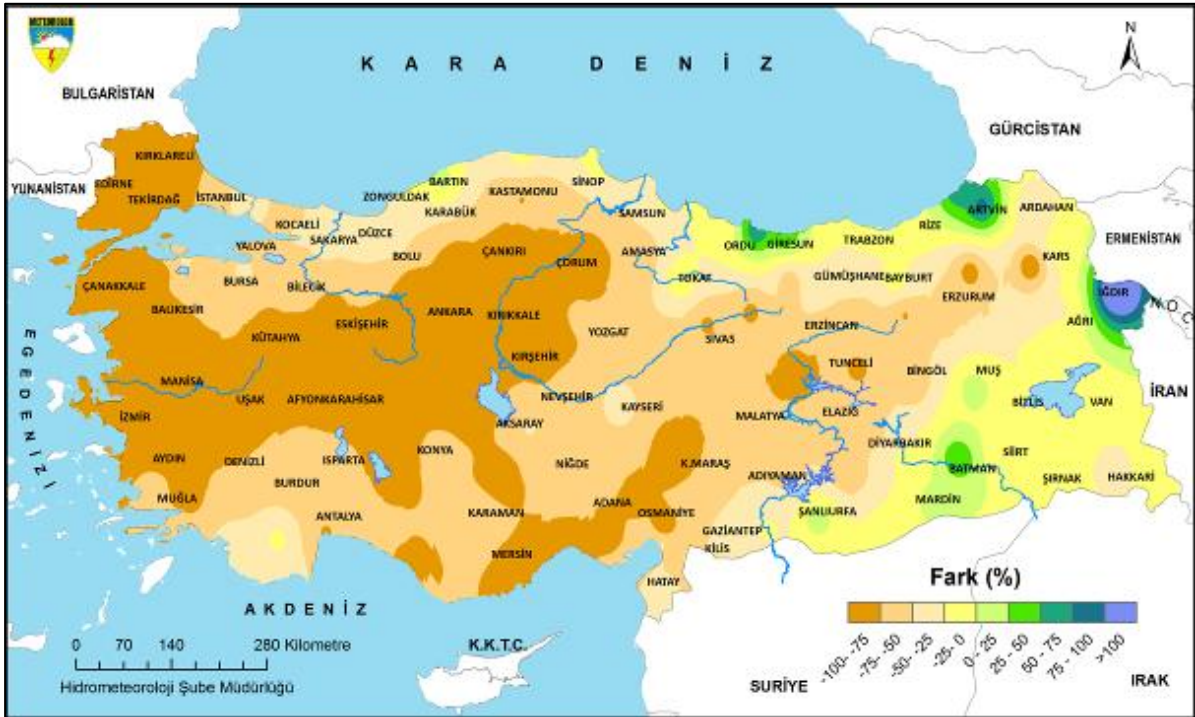 METEOROLOJİ
K A R A D E N İ Z
N
BULGARİSTAN
GÜRCİSTAN
KIRKLARELİ
YUNANİSTAN
EDİRNE
TEKİRDAĞ
İSTANBUL
KOCAELİ
YALOVA
SAKARYA
DÜZCE
ZONGULDAK
BARTIN
KARABÜK
KASTAMONU
SİNOP
SAMSUN
BOLU
ÇANKIRI
ÇORUM
AMASYA
TOKAT
ORDU
GİRESUN
TRABZON
RİZE
ARTVİN
ARDAHAN
ERMENİSTAN
KARS
GÜMÜŞHANE
BAYBURT
ERZURUM
IĞDIR
AĞRI
ÇANAKKALE
BALIKESİR
BURSA
BİLECİK
KÜTAHYA
ESKİŞEHİR
ANKARA
KIRIKKALE
KIRŞEHİR
YOZGAT
SİVAS
ERZİNCAN
TUNCELİ
BİNGÖL
MUŞ
BİTLİS
VAN
İRAN
EGE DENİZİ
MANİSA
İZMİR
UŞAK
AFYONKARAHİSAR
AKSARAY
NEVŞEHİR
KAYSERİ
MALATYA
ELAZIĞ
DİYARBAKIR
BATMAN
SİİRT
ŞIRNAK
HAKKARİ
AYDIN
DENİZLİ
ISPARTA
BURDUR
KONYA
NİĞDE
K.MARAŞ
ADIYAMAN
MARDİN
MUĞLA
ANTALYA
KARAMAN
MERSİN
ADANA
OSMANİYE
GAZİANTEP
KİLİS
ŞANLIURFA
HATAY
A K D E N İ Z
K.K.T.C.
SURİYE
IRAK
0 70 140 280 Kilometre
Hidrometeoroloji Şube Müdürlüğü
Fark (%)
-100- -75
-75- -50
-50- -25
-25- 0
0 - 25
25 - 50
50 - 75
75 - 100
>100